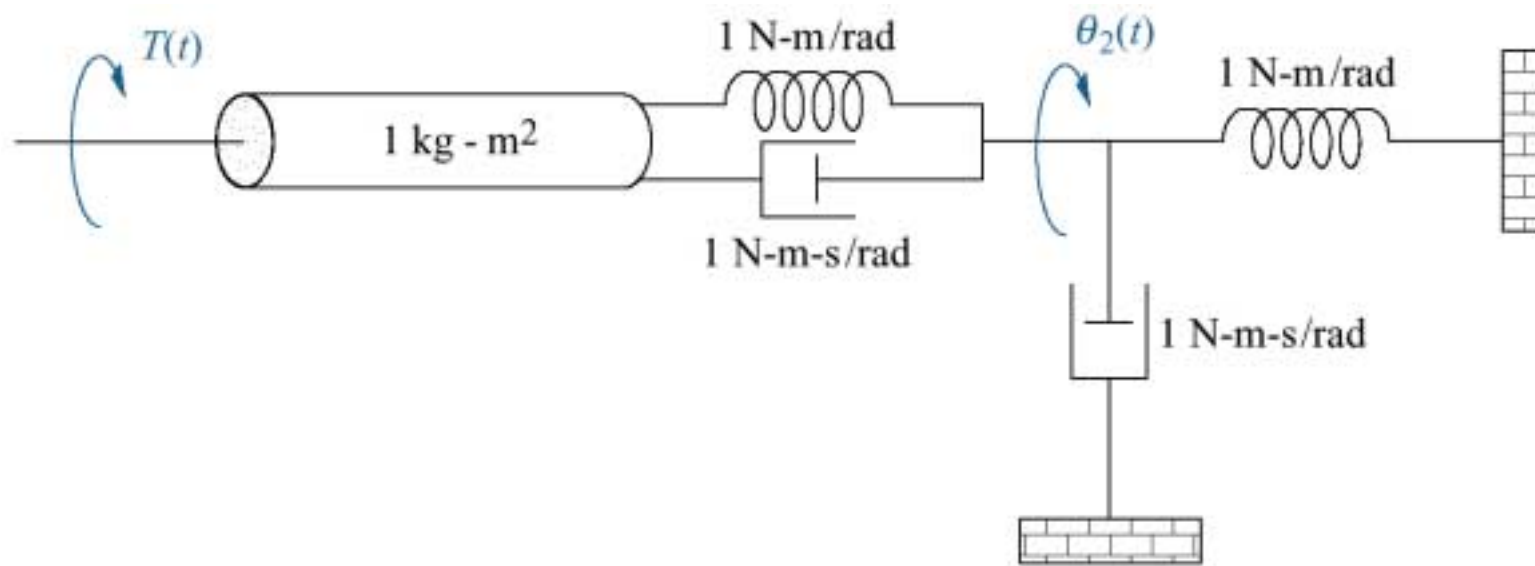 T(t)
1 N-m/rad
θ₂(t)
1 N-m/rad
1 kg - m²
1 N-m-s/rad
1 N-m-s/rad